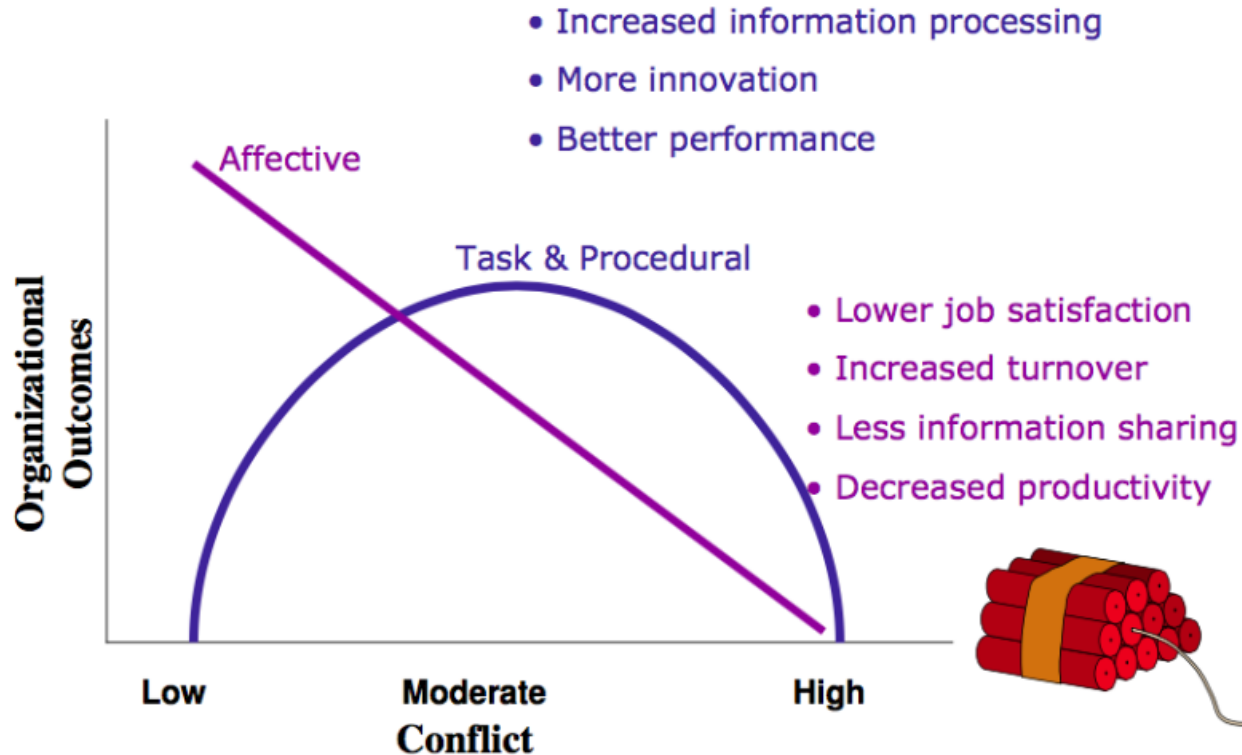 • Increased information processing
• More innovation
• Better performance
Affective
Task & Procedural
• Lower job satisfaction
• Increased turnover
• Less information sharing
• Decreased productivity
Organizational
Outcomes
Low
Moderate
High
Conflict